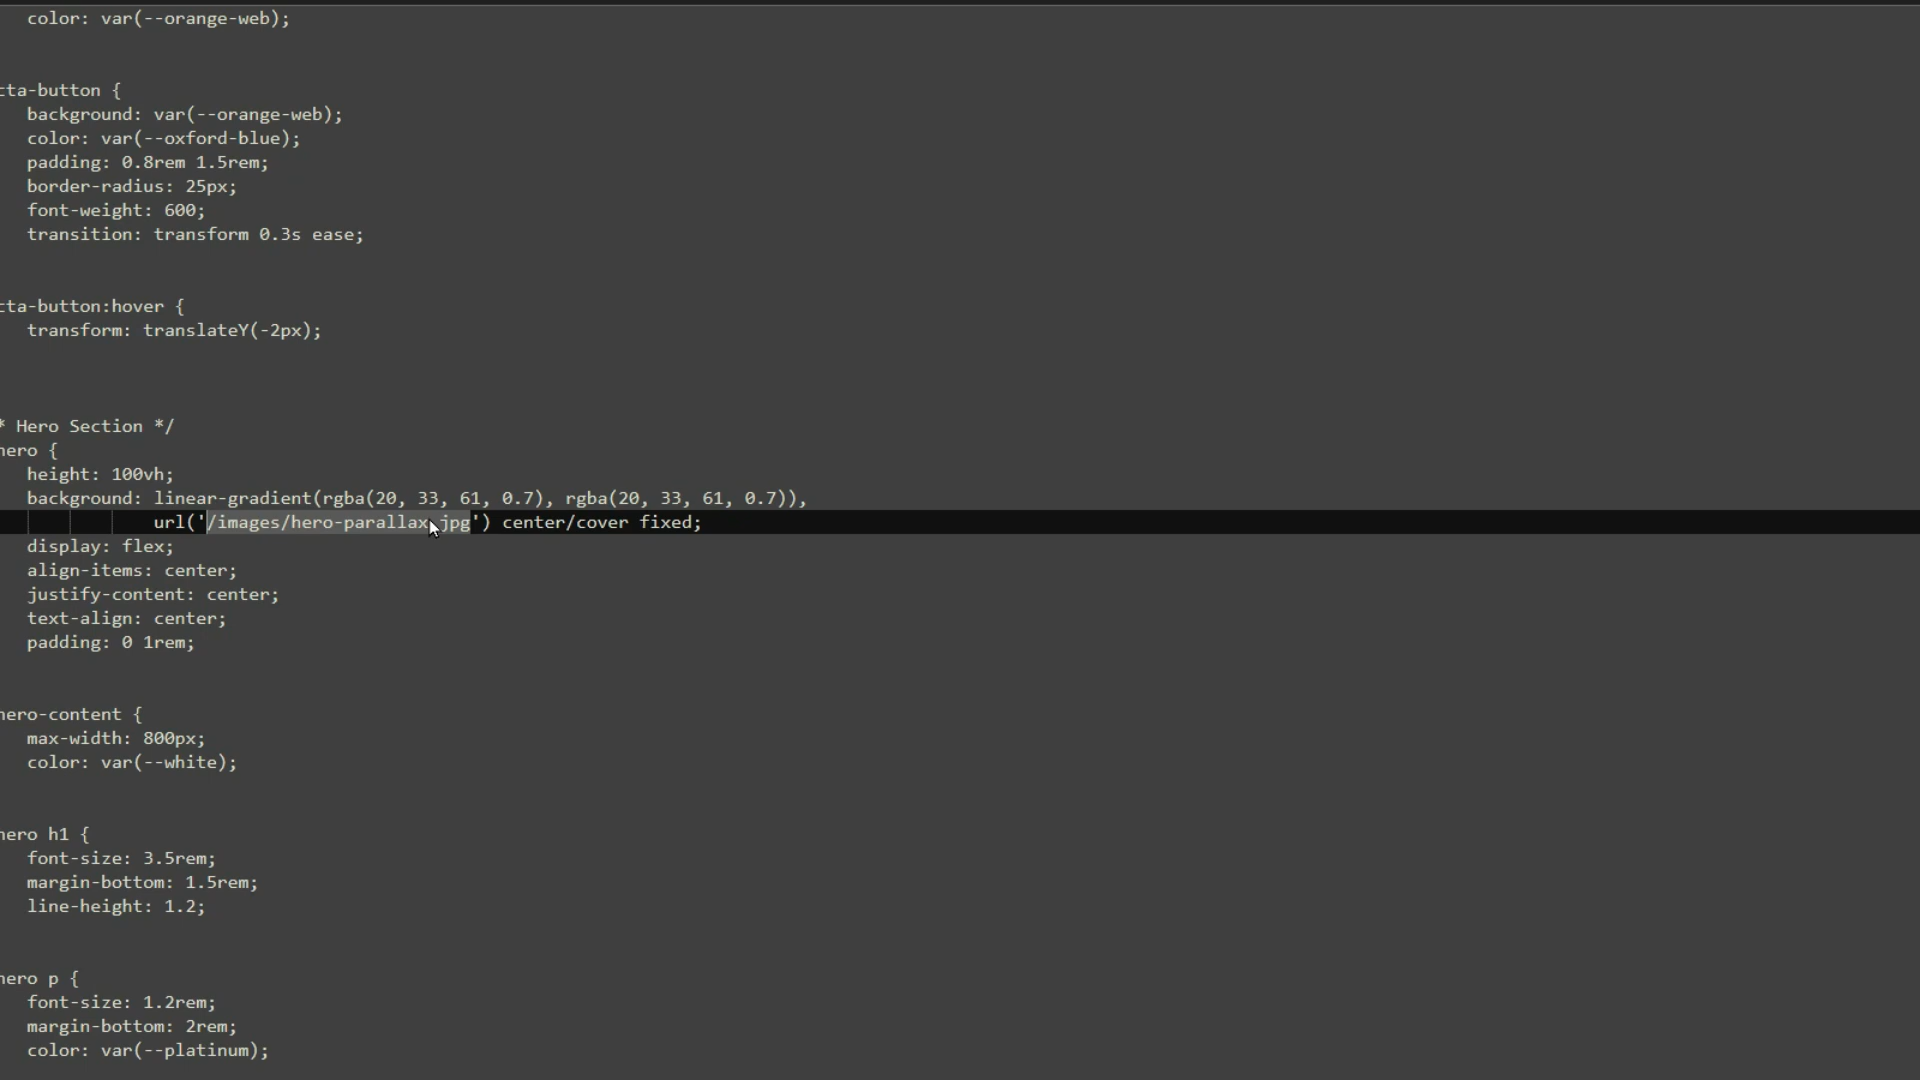 color: var(--orange-web);
cta-button {
background: var(--orange-web);
color: var(--oxford-blue);
padding: 0.8rem 1.5rem;
border-radius: 25px;
font-weight: 600;
transition: transform 0.3s ease;
cta-button:hover {
transform: translateY(-2px);
* Hero Section */
hero {
height: 100vh;
background: linear-gradient(rgba(20, 33, 61, 0.7), rgba(20, 33, 61, 0.7)),
url('/images/hero-parallax.jpg') center/cover fixed;
display: flex;
align-items: center;
justify-content: center;
text-align: center;
padding: 0 1rem;
hero-content {
max-width: 800px;
color: var(--white);
hero h1 {
font-size: 3.5rem;
margin-bottom: 1.5rem;
line-height: 1.2;
hero p {
font-size: 1.2rem;
margin-bottom: 2rem;
color: var(--platinum);